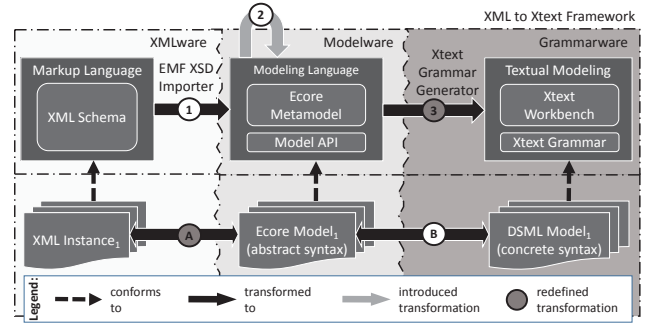 XML to Xtext Framework
XMLware
Modelware
Grammarware
2
Markup Language
XML Schema
EMF XSD
Importer
1
Modeling Language
Ecore
Metamodel
Model API
Xtext
Grammar
Generator
3
Textual Modeling
Xtext
Workbench
Xtext Grammar
XML Instance1
A
Ecore Model1
(abstract syntax)
B
DSML Model1
(concrete syntax)
Legend:
conforms
to
transformed
to
introduced
transformation
redefined
transformation